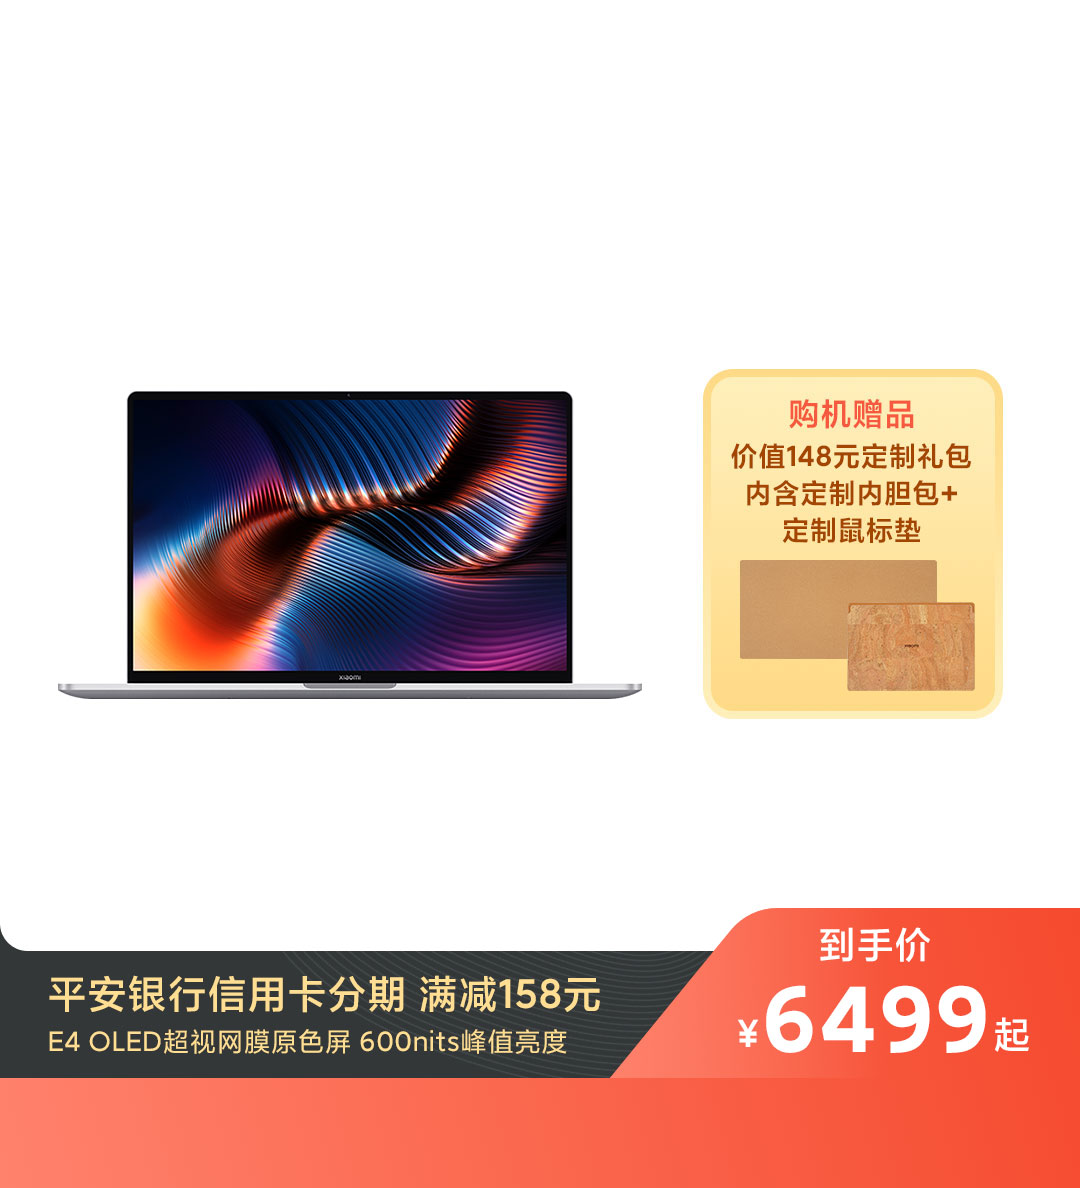 购机赠品
价值148元定制礼包
内含定制内胆包+
定制鼠标垫
xiaomi
xiaomi
到手价
¥6499起
平安银行信用卡分期 满减158元
E4 OLED超视网膜原色屏 600nits峰值亮度